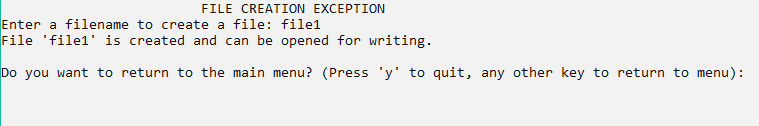 FILE CREATION EXCEPTION
Enter a filename to create a file: file1
File 'file1' is created and can be opened for writing.
Do you want to return to the main menu? (Press 'y' to quit, any other key to return to menu):